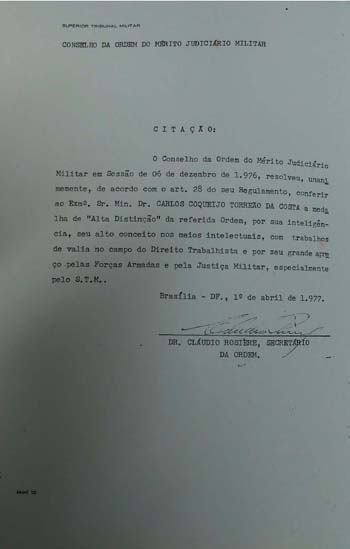 SUPERIOR TRIBUNAL MILITAR
CONSELHO DA ORDEM DO MÉRITO JUDICIÁRIO MILITAR
CITAÇÃO:
O Conselho da Ordem do Mérito Judiciário
Militar em Sessão de 06 de dezembro de 1.976, resolveu, unani
memente, de acordo com o art. 28 do seu Regulamento, conferir
ao Exmº. Sr. Min. Dr. CARLOS COQUEIJO TORREÃO DA COSTA a meda
lha de "Alta Distinção" da referida Ordem, por sua inteligên-
cia, seu alto conceito nos meios intelectuais, com trabalhos
de valia no campo do Direito Trabalhista e por seu grande apre
ço pelas Forças Armadas e pela Justiça Militar, especialmente
pelo S.T.M..
Brasília - DF., 1º de abril de 1.977.
DR. CLÁUDIO ROSIÈRE, SECRETÁRIO
DA ORDEM.